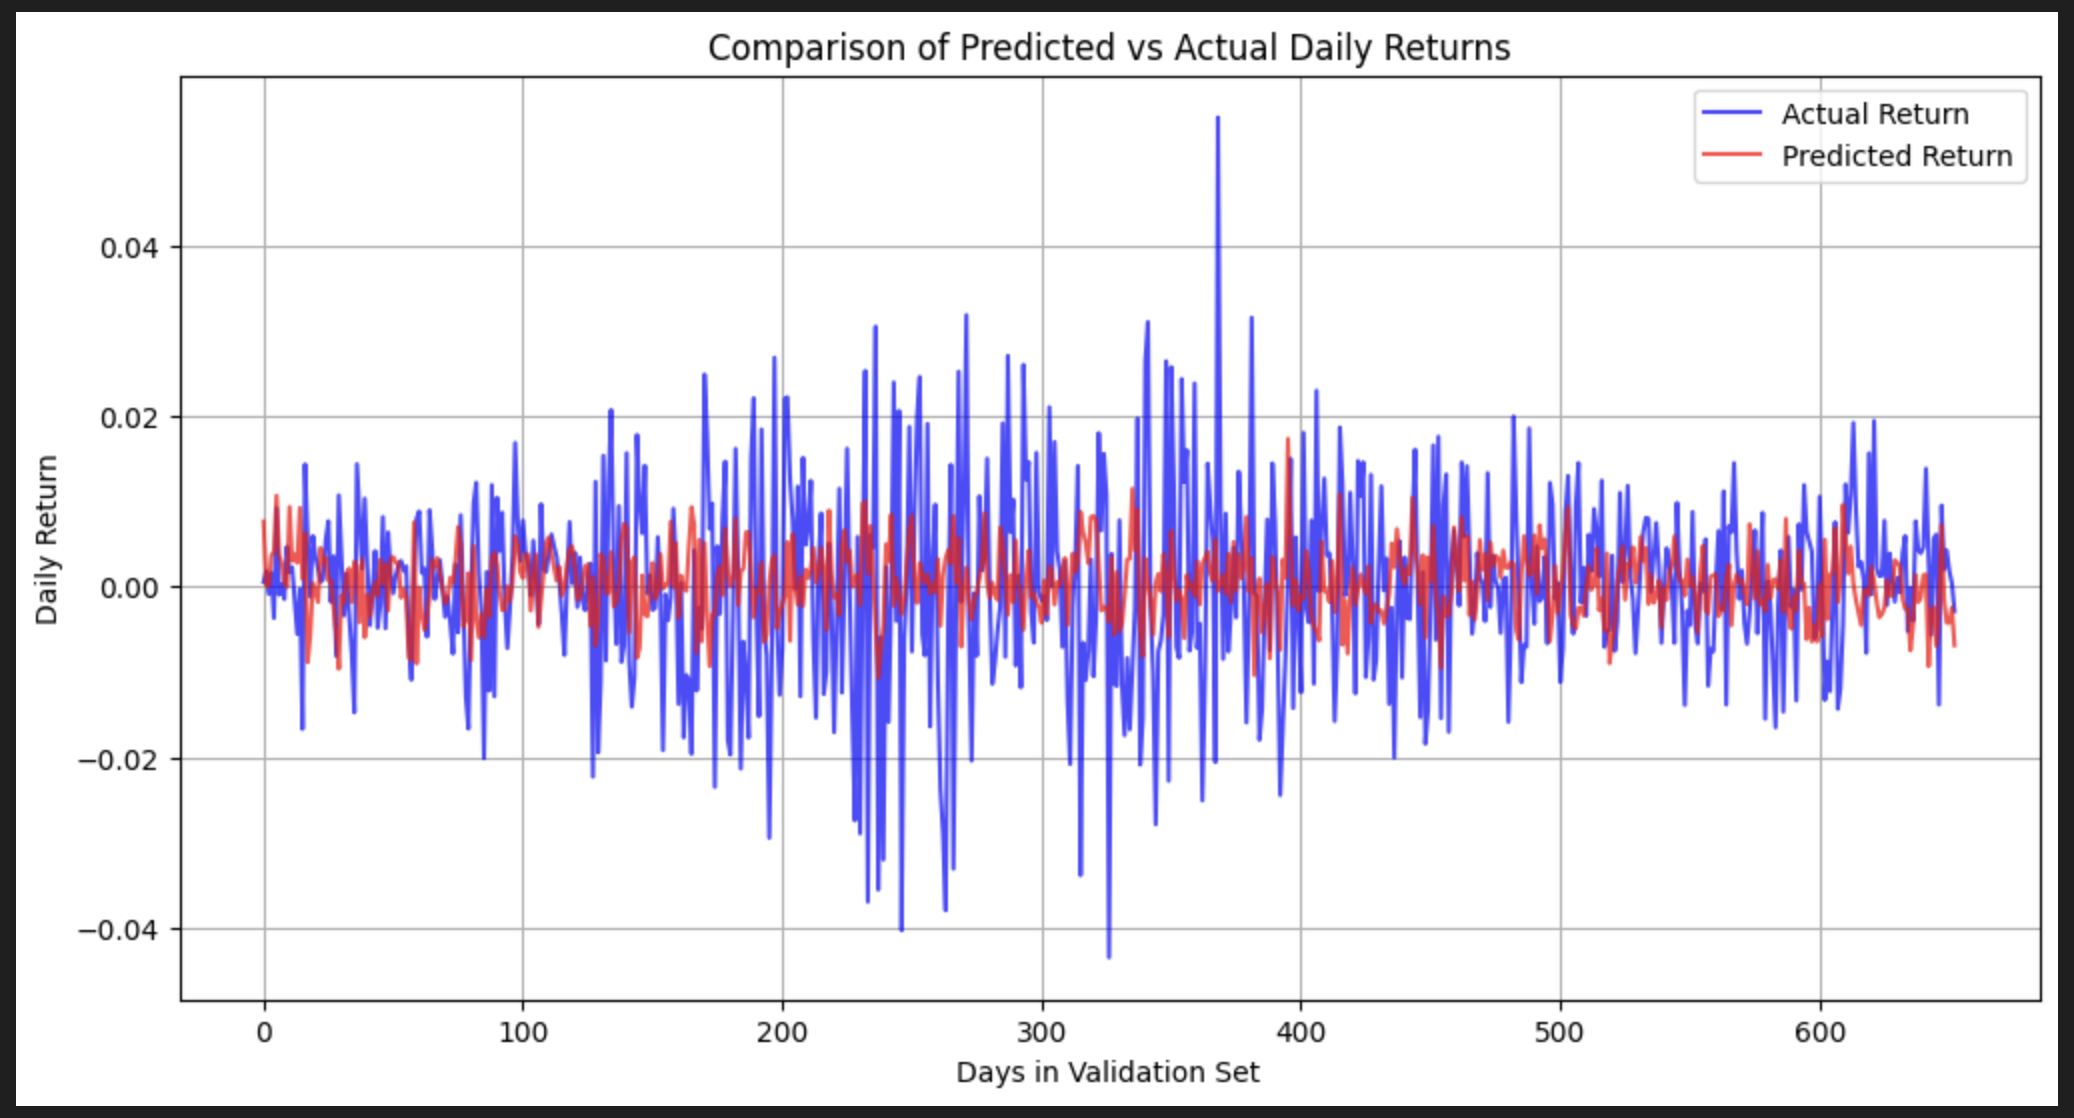 Comparison of Predicted vs Actual Daily Returns
Actual Return
Predicted Return
Daily Return
0.04
0.02
0.00
−0.02
−0.04
0 100 200 300 400 500 600
Days in Validation Set